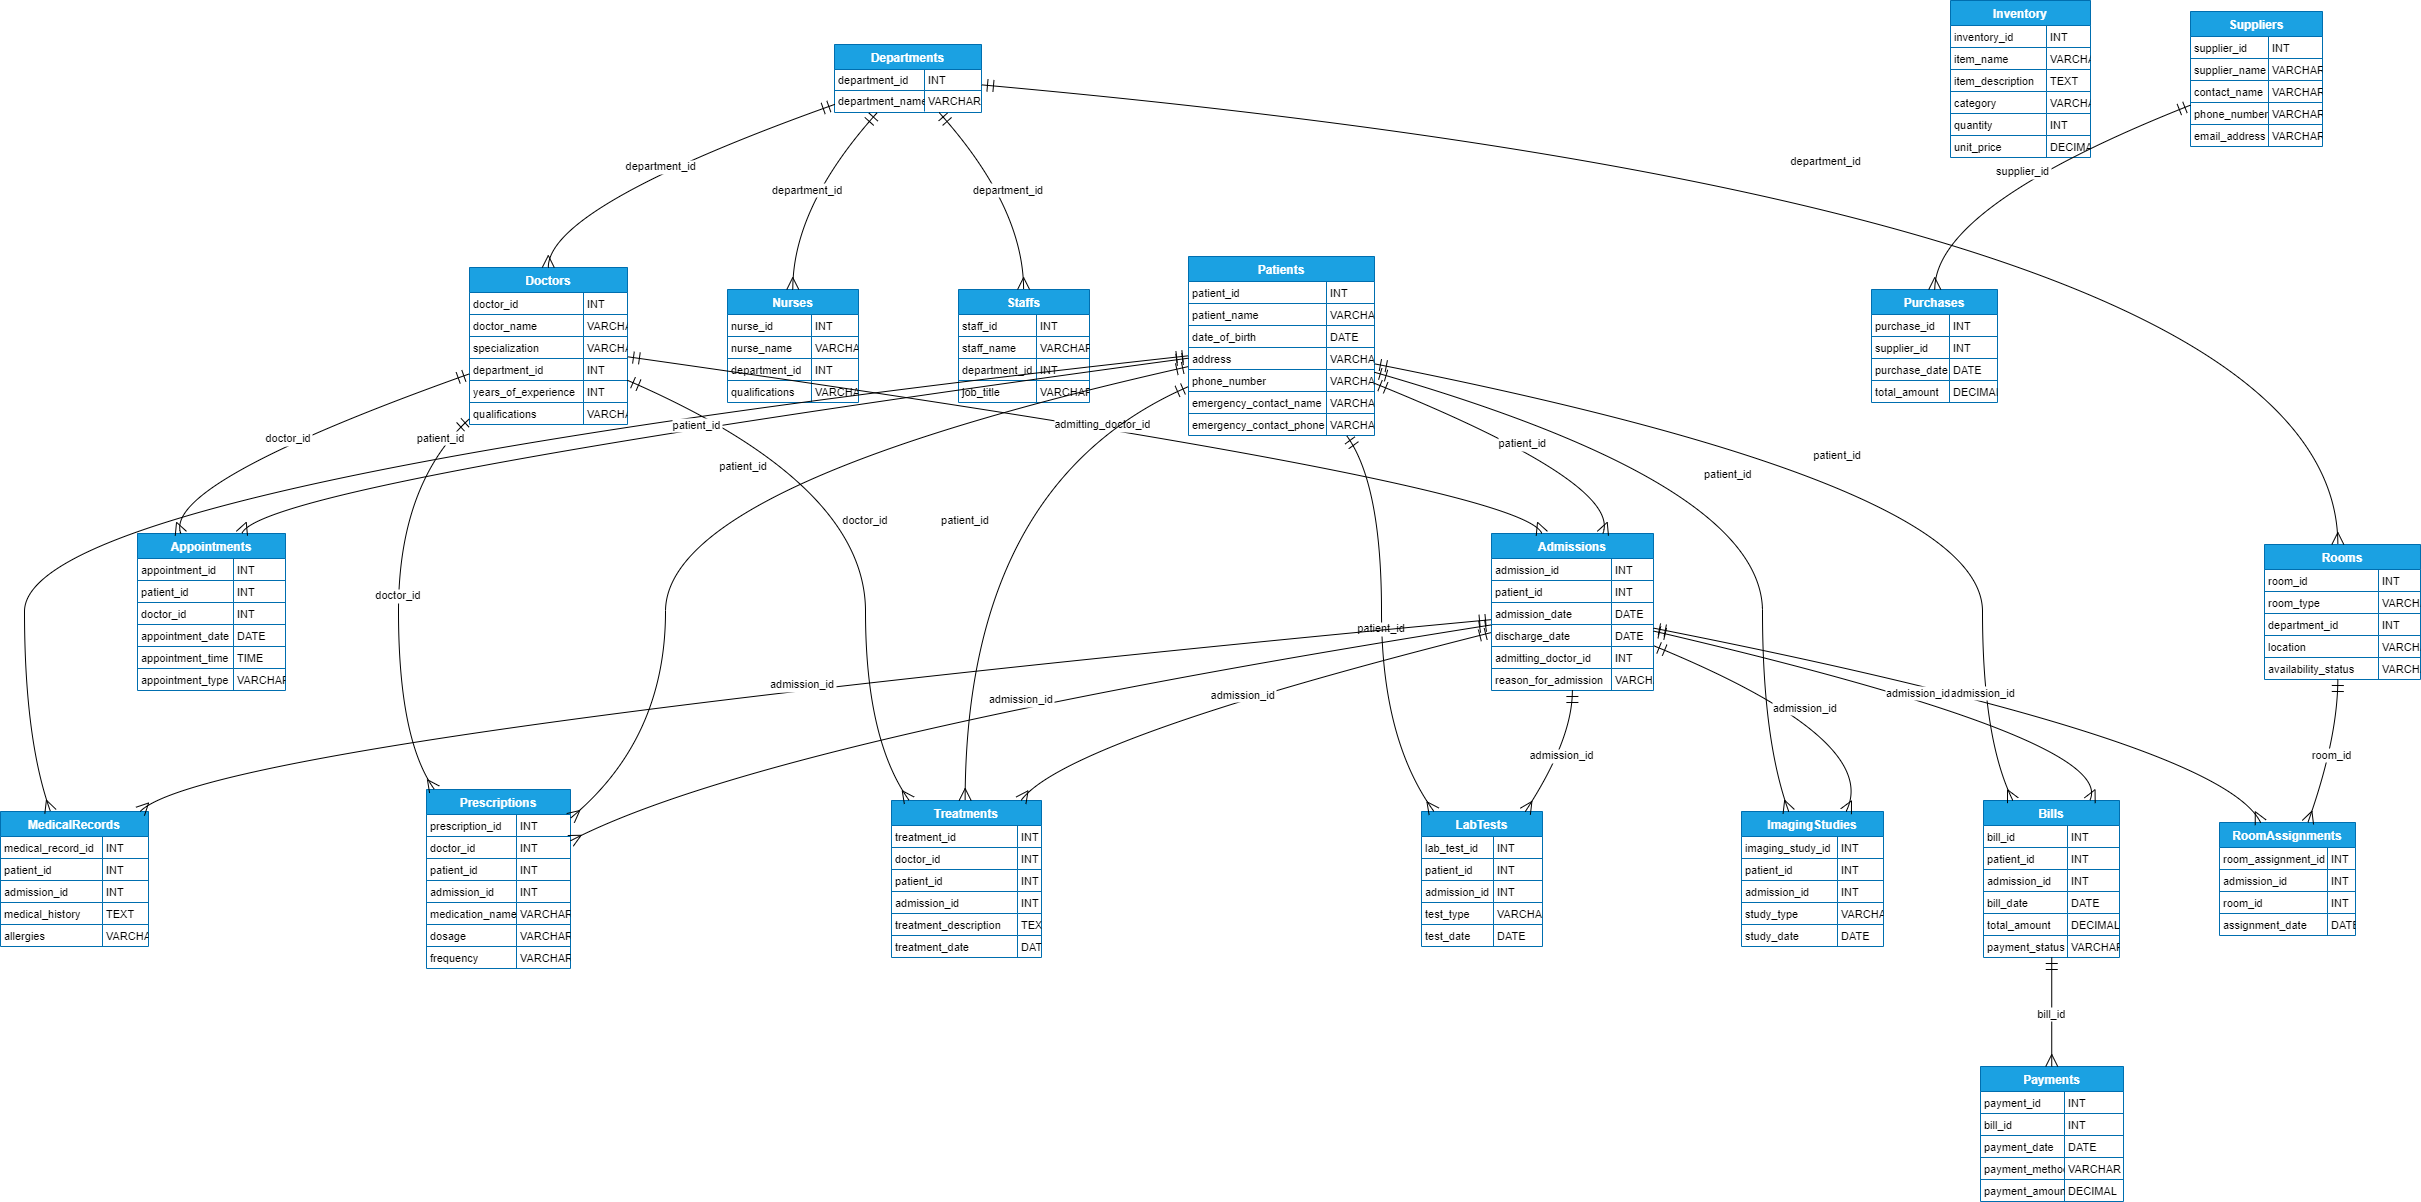 Inventory
inventory_id INT
item_name VARCHA
item_description TEXT
category VARCHA
quantity INT
unit_price DECIMA
Suppliers
supplier_id INT
supplier_name VARCHAR
contact_name VARCHAR
phone_number VARCHAR
email_address VARCHAR
Departments
department_id INT
department_name VARCHAR
department_id
department_id
department_id
department_id
supplier_id
Doctors
doctor_id INT
doctor_name VARCHA
specialization VARCHA
department_id INT
years_of_experience INT
qualifications VARCHA
Nurses
nurse_id INT
nurse_name VARCHA
department_id INT
qualifications VARCHA
Staffs
staff_id INT
staff_name VARCHAR
department_id INT
job_title VARCHAR
Patients
patient_id INT
patient_name VARCHA
date_of_birth DATE
address VARCHA
phone_number VARCHA
emergency_contact_name VARCHA
emergency_contact_phone VARCHA
Purchases
purchase_id INT
supplier_id INT
purchase_date DATE
total_amount DECIMAL
doctor_id
patient_id
patient_id
patient_id
admitting_doctor_id
patient_id
patient_id
patient_id
doctor_id
patient_id
doctor_id
patient_id
Appointments
appointment_id INT
patient_id INT
doctor_id INT
appointment_date DATE
appointment_time TIME
appointment_type VARCHAR
Admissions
admission_id INT
patient_id INT
admission_date DATE
discharge_date DATE
admitting_doctor_id INT
reason_for_admission VARCH
Rooms
room_id INT
room_type VARCH
department_id INT
location VARCH
availability_status VARCH
admission_id
admission_id
admission_id
admission_id
admission_id
admission_id
admission_id
room_id
MedicalRecords
medical_record_id INT
patient_id INT
admission_id INT
medical_history TEXT
allergies VARCHA
Prescriptions
prescription_id INT
doctor_id INT
patient_id INT
admission_id INT
medication_name VARCHAR
dosage VARCHAR
frequency VARCHAR
Treatments
treatment_id INT
doctor_id INT
patient_id INT
admission_id INT
treatment_description TEX
treatment_date DAT
LabTests
lab_test_id INT
patient_id INT
admission_id INT
test_type VARCHA
test_date DATE
ImagingStudies
imaging_study_id INT
patient_id INT
admission_id INT
study_type VARCHA
study_date DATE
Bills
bill_id INT
patient_id INT
admission_id INT
bill_date DATE
total_amount DECIMAL
payment_status VARCHAR
RoomAssignments
room_assignment_id INT
admission_id INT
room_id INT
assignment_date DATE
bill_id
Payments
payment_id INT
bill_id INT
payment_date DATE
payment_metho VARCHAR
payment_amoun DECIMAL